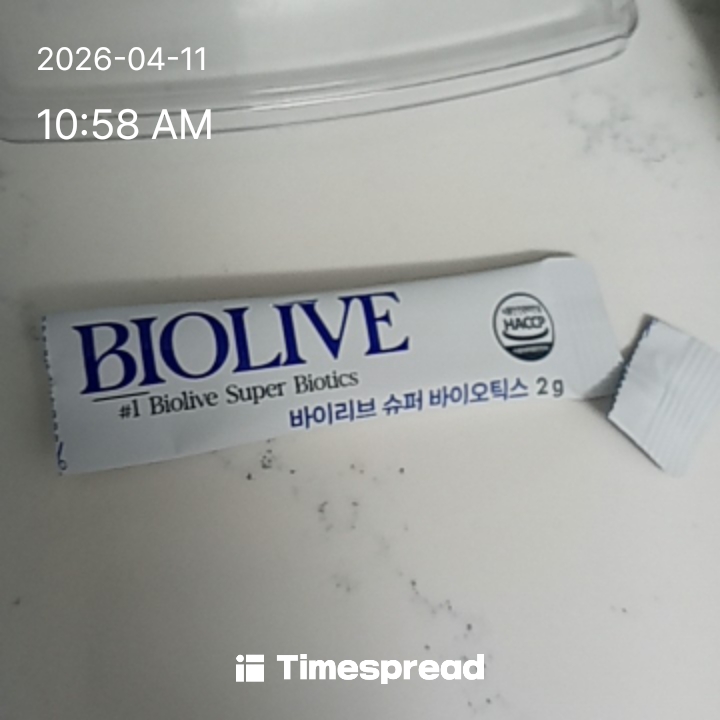 2026-04-11
10:58 AM
BIOLIVE
#1 Biolive Super Biotics
바이리브 슈퍼 바이오틱스 2g
HACCP
Timespread